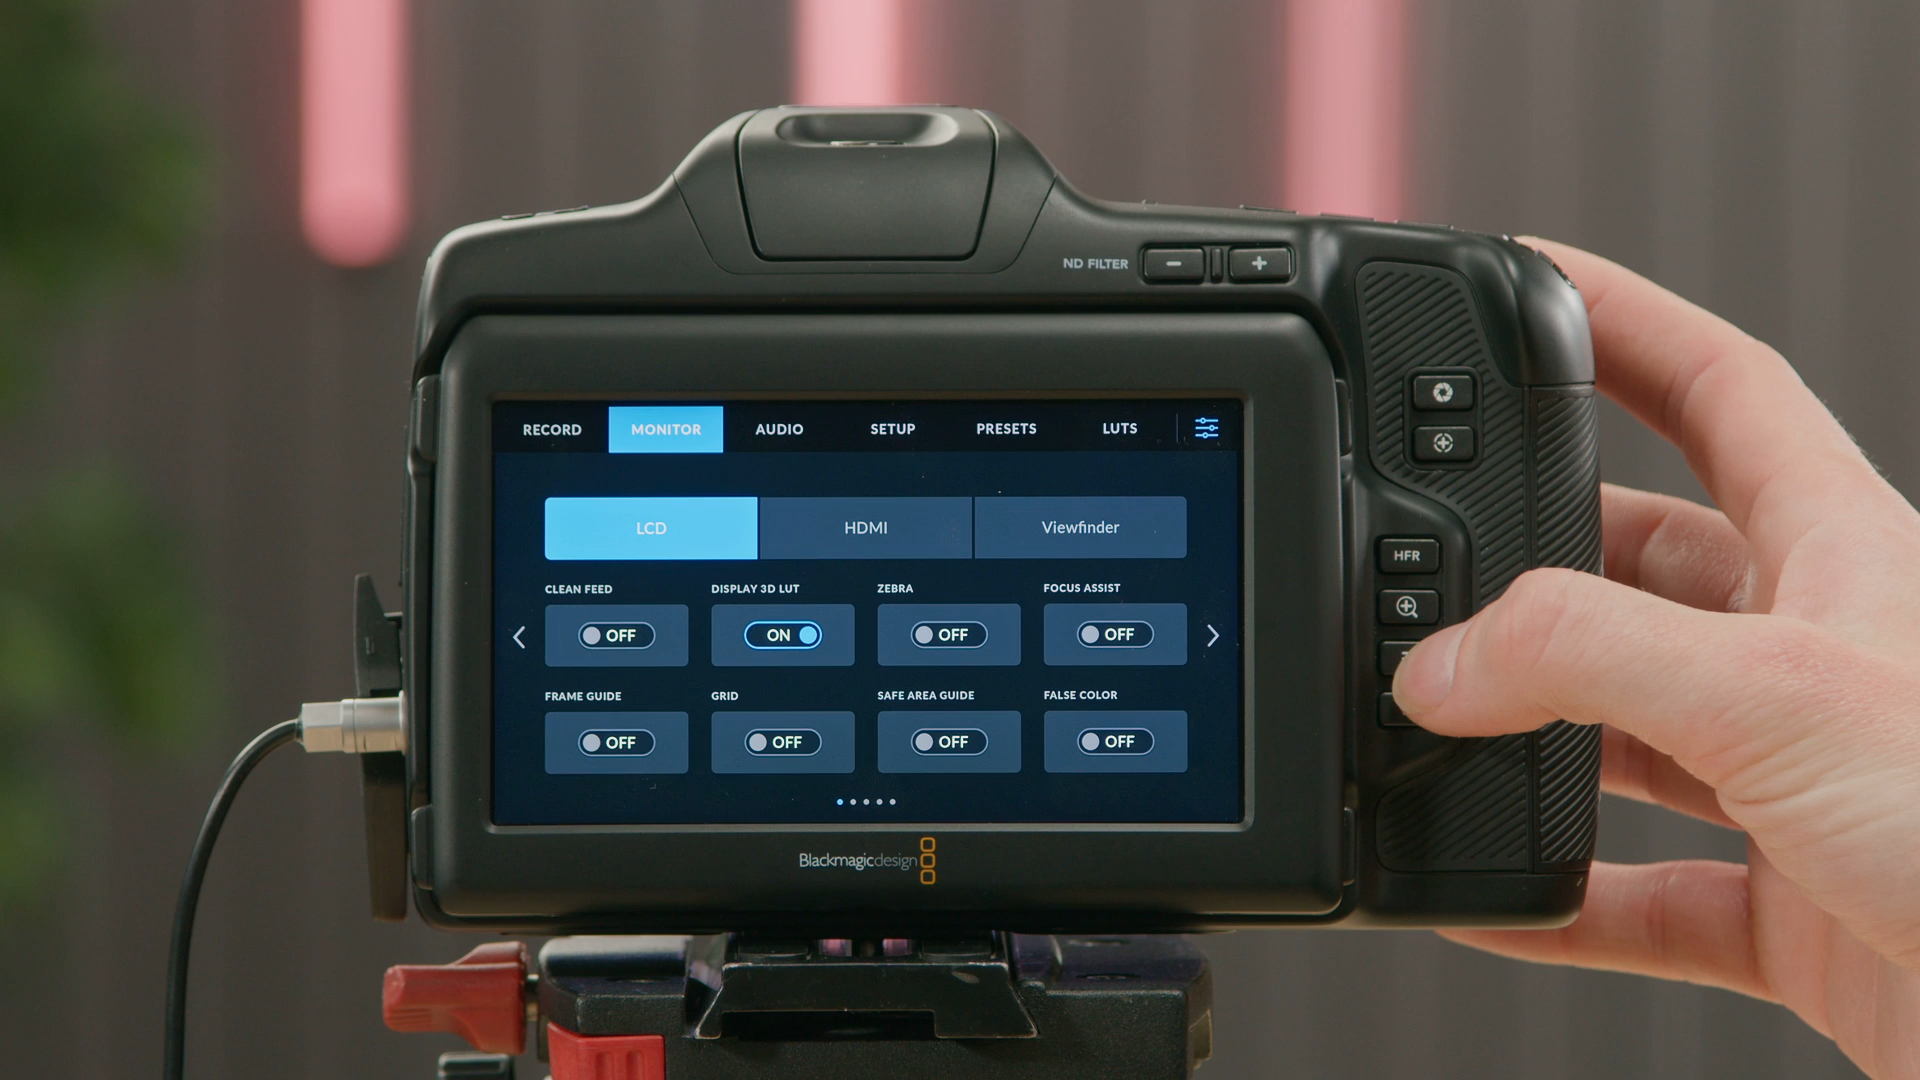 ND FILTER − +
RECORD MONITOR AUDIO SETUP PRESETS LUTS
LCD HDMI Viewfinder
CLEAN FEED DISPLAY 3D LUT ZEBRA FOCUS ASSIST
OFF ON OFF OFF
FRAME GUIDE GRID SAFE AREA GUIDE FALSE COLOR
OFF OFF OFF OFF
HFR
Blackmagicdesign